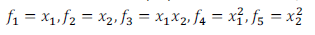 f₁ = x₁, f₂ = x₂, f₃ = x₁x₂, f₄ = x₁², f₅ = x₂²